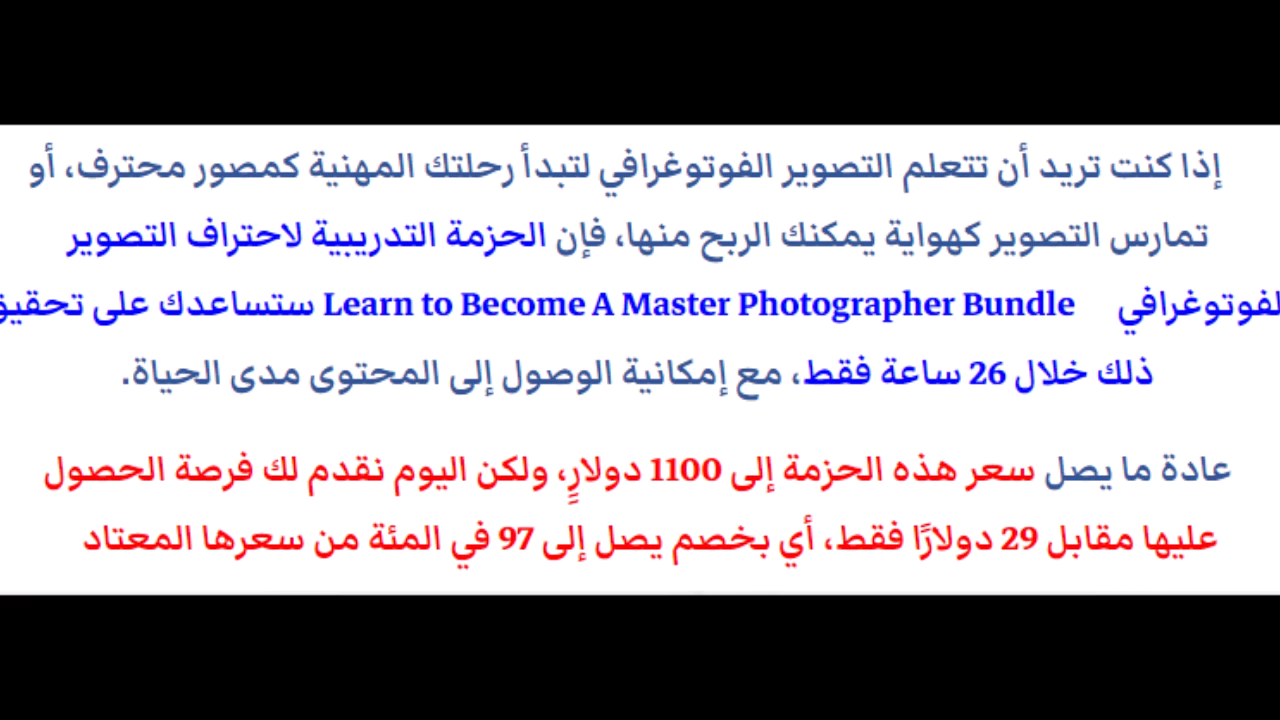 إذا كنت تريد أن تتعلم التصوير الفوتوغرافي لتبدأ رحلتك المهنية كمصور محترف، أو
تمارس التصوير كهواية يمكنك الربح منها، فإن الحزمة التدريبية لاحتراف التصوير
لفوتوغرافي Learn to Become A Master Photographer Bundle ستساعدك على تحقيق
ذلك خلال 26 ساعة فقط، مع إمكانية الوصول إلى المحتوى مدى الحياة.
عادة ما يصل سعر هذه الحزمة إلى 1100 دولارٍ، ولكن اليوم نقدم لك فرصة الحصول
عليها مقابل 29 دولارًا فقط، أي بخصم يصل إلى 97 في المئة من سعرها المعتاد